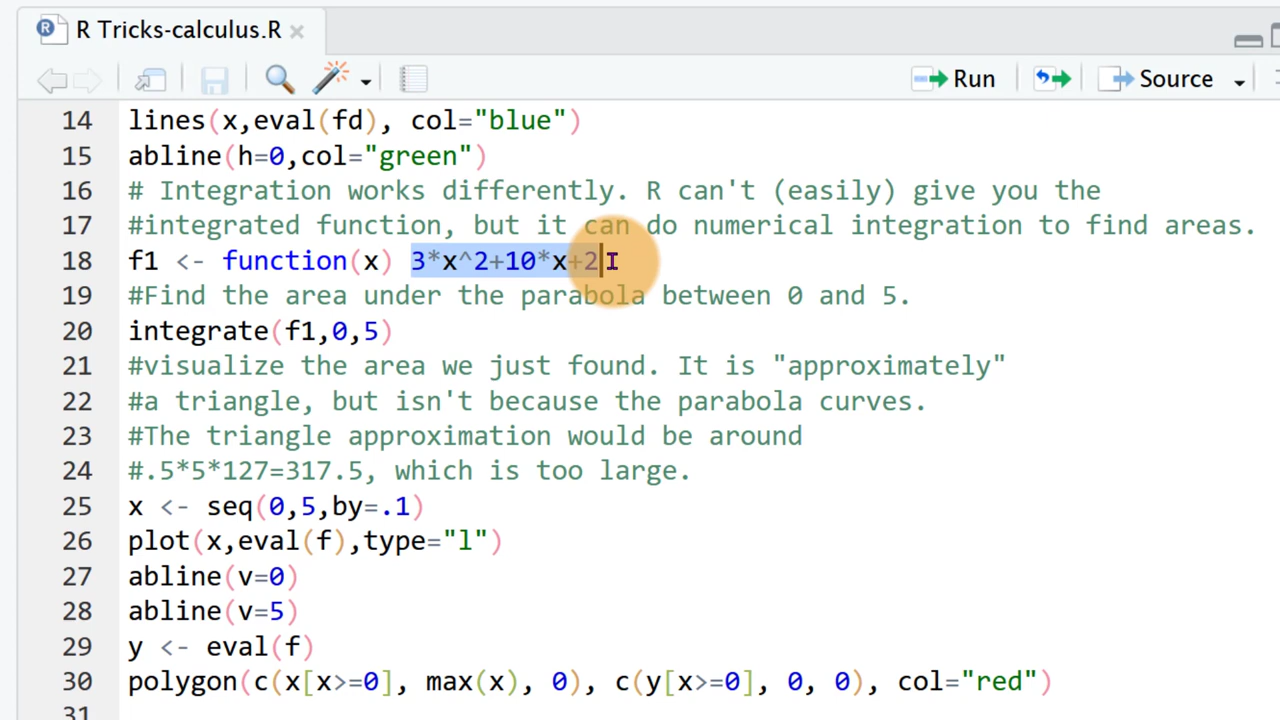 R Tricks-calculus.R
Run
Source
14 lines(x,eval(fd), col="blue")
15 abline(h=0,col="green")
16 # Integration works differently. R can't (easily) give you the
17 #integrated function, but it can do numerical integration to find areas.
18 f1 <- function(x) 3*x^2+10*x+2
19 #Find the area under the parabola between 0 and 5.
20 integrate(f1,0,5)
21 #visualize the area we just found. It is "approximately"
22 #a triangle, but isn't because the parabola curves.
23 #The triangle approximation would be around
24 #.5*5*127=317.5, which is too large.
25 x <- seq(0,5,by=.1)
26 plot(x,eval(f),type="l")
27 abline(v=0)
28 abline(v=5)
29 y <- eval(f)
30 polygon(c(x[x>=0], max(x), 0), c(y[x>=0], 0, 0), col="red")
31